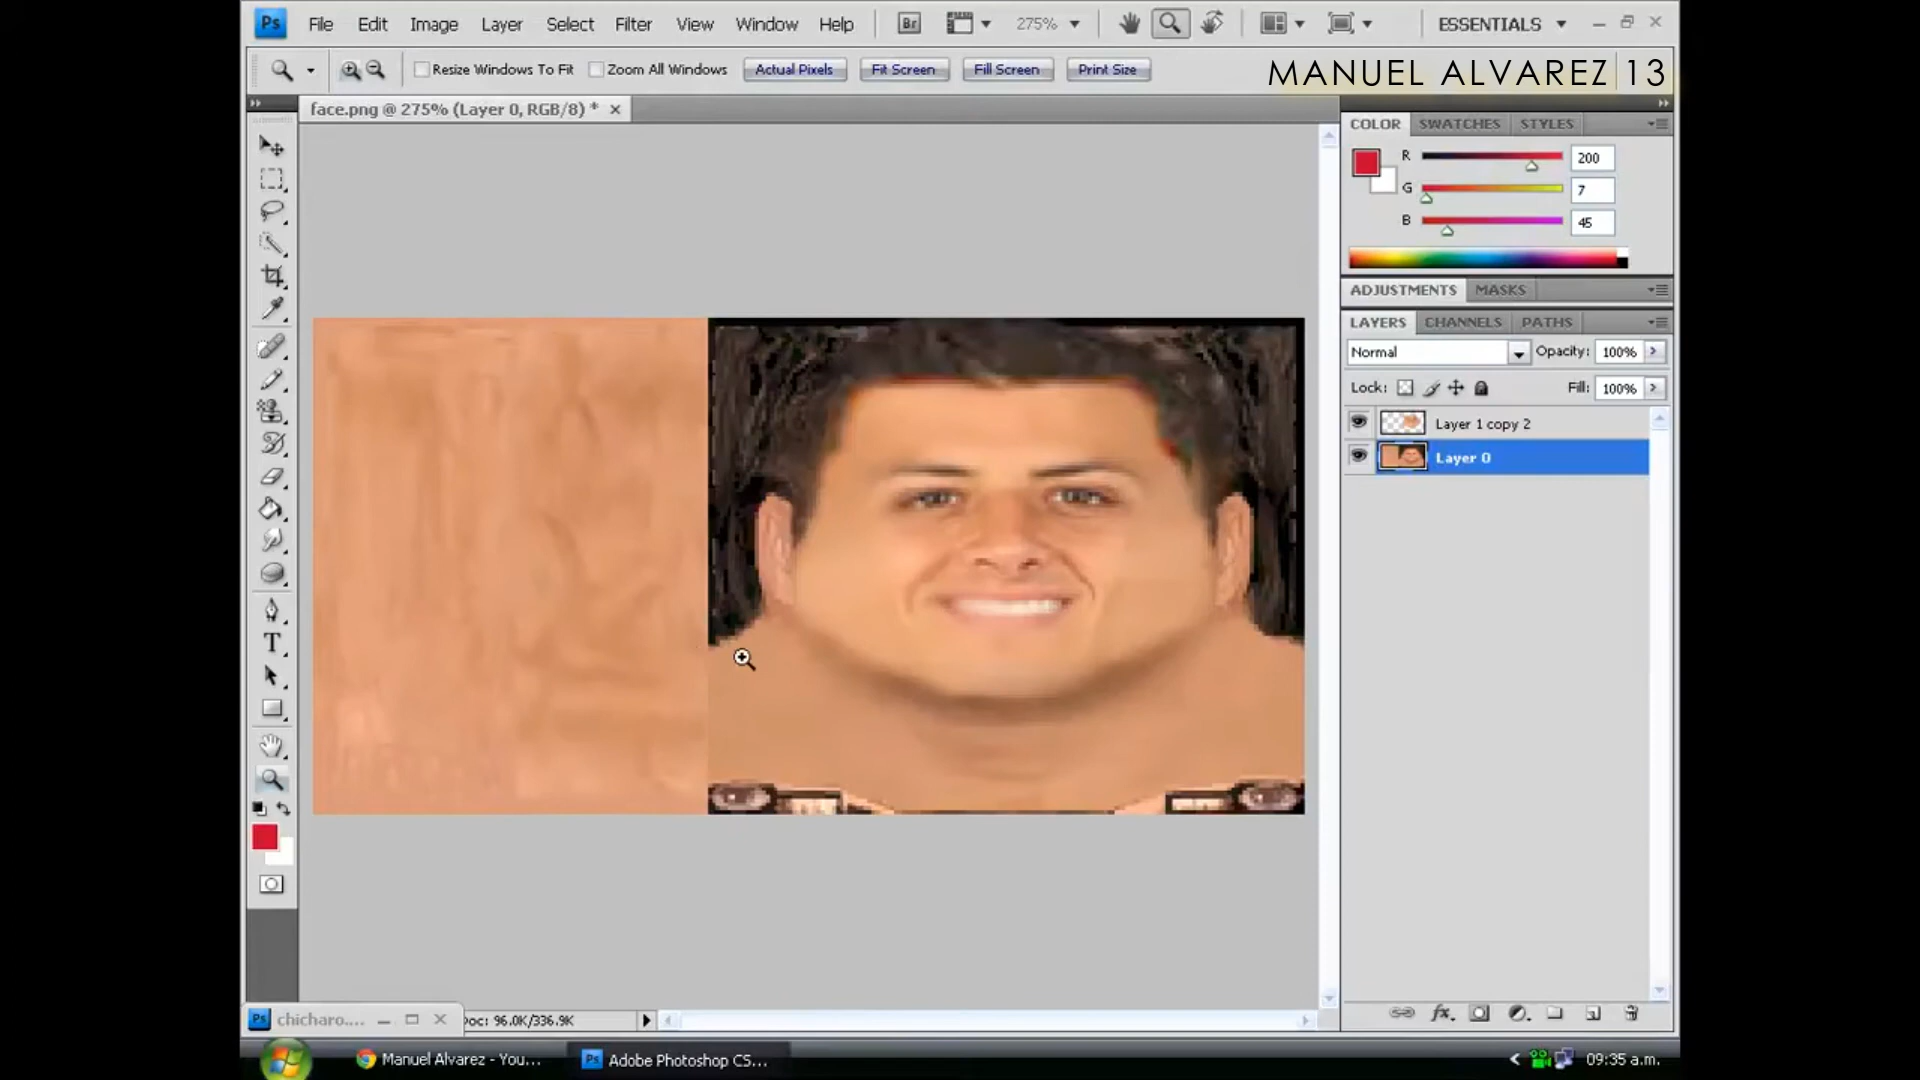 Ps File Edit Image Layer Select Filter View Window Help Br 275% ESSENTIALS
Resize Windows To Fit Zoom All Windows Actual Pixels Fit Screen Fill Screen Print Size
MANUEL ALVAREZ 13
face.png @ 275% (Layer 0, RGB/8) *
COLOR SWATCHES STYLES
R 200
G 7
B 45
ADJUSTMENTS MASKS
LAYERS CHANNELS PATHS
Normal Opacity: 100%
Lock: Fill: 100%
Layer 1 copy 2
Layer 0
T
fx
Ps chicharo.... Doc: 96.0K/336.9K
Manuel Alvarez - You... Ps Adobe Photoshop CS... 09:35 a.m.